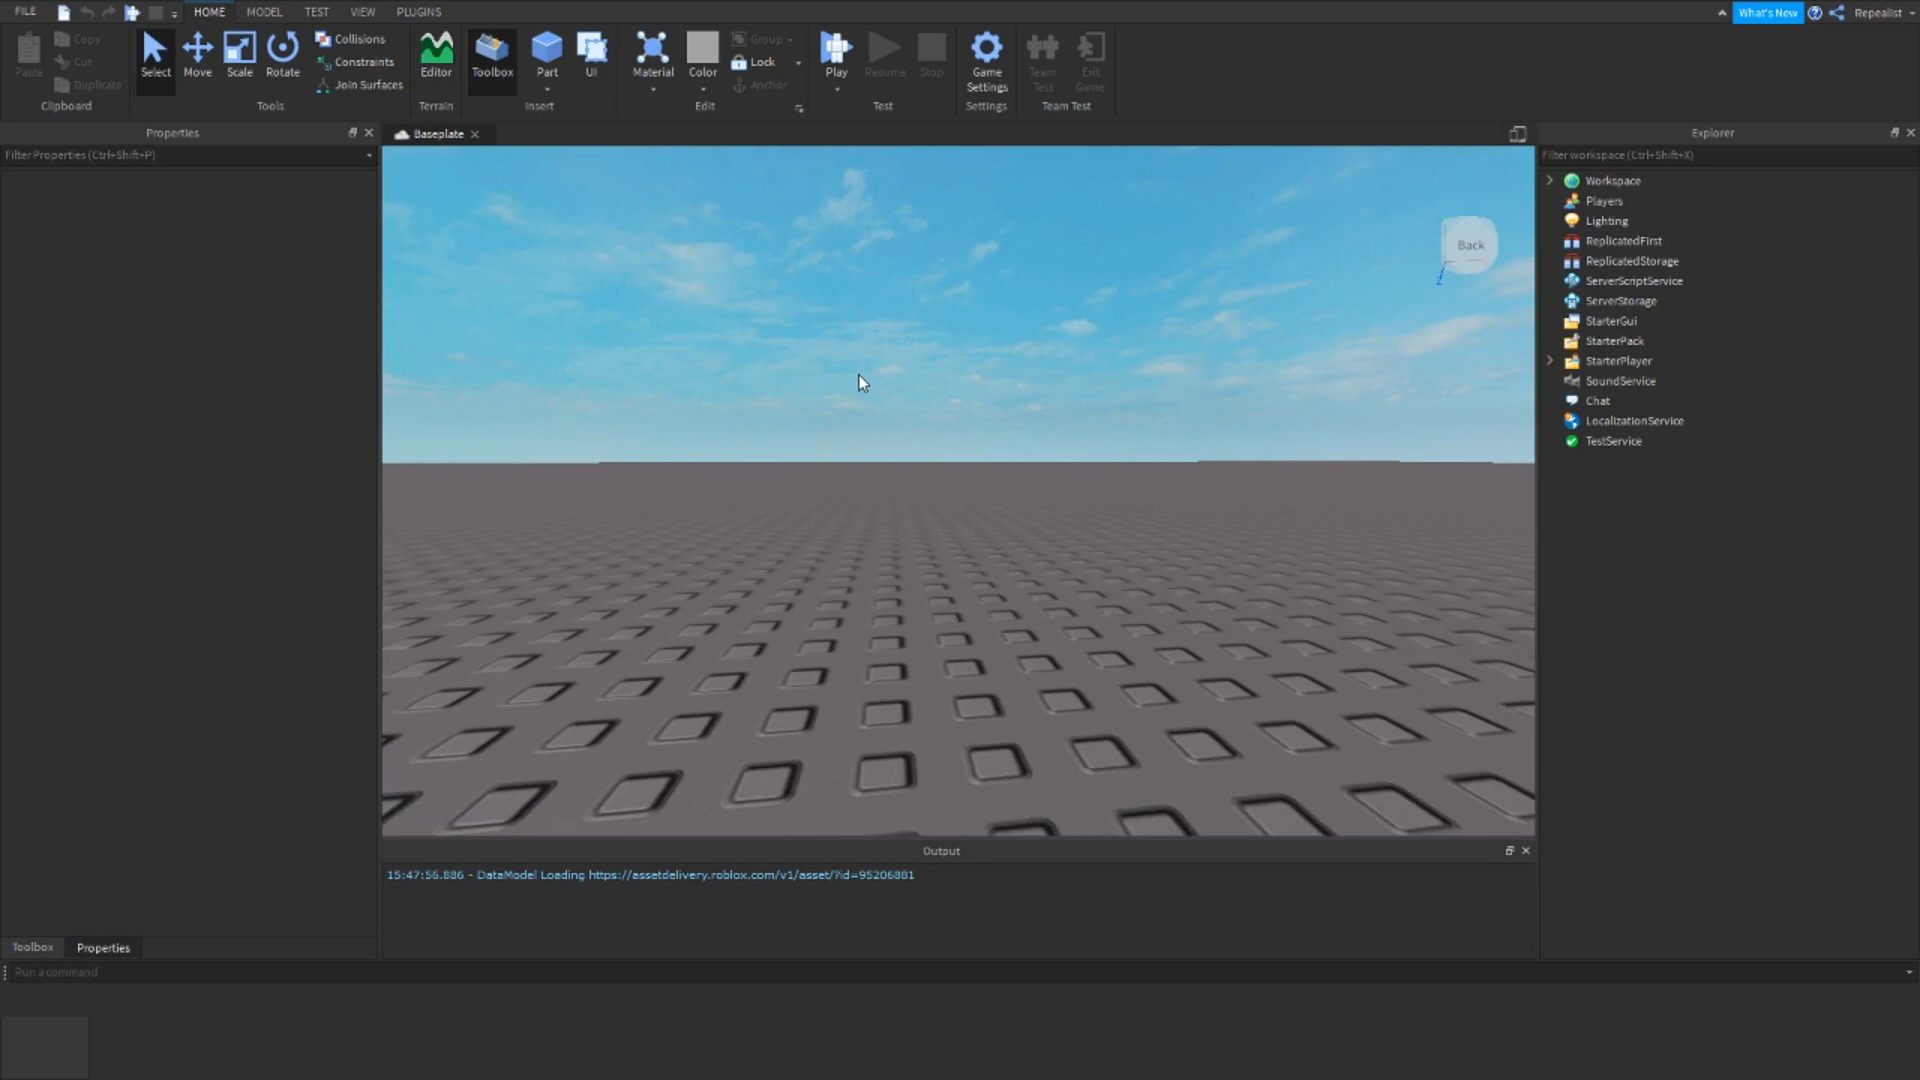 FILE HOME MODEL TEST VIEW PLUGINS What's New Repealist
Paste Copy Cut Duplicate Clipboard
Select Move Scale Rotate Collisions Constraints Join Surfaces Tools
Editor Terrain
Toolbox Part UI Insert
Material Color Group Lock Anchor Edit
Play Resume Stop Test
Game Settings Settings
Team Test Exit Game Team Test
Properties
Filter Properties (Ctrl+Shift+P)
Baseplate
Back
Z
Explorer
Filter workspace (Ctrl+Shift+X)
Workspace
Players
Lighting
ReplicatedFirst
ReplicatedStorage
ServerScriptService
ServerStorage
StarterGui
StarterPack
StarterPlayer
SoundService
Chat
LocalizationService
TestService
Output
15:47:56.886 - DataModel Loading https://assetdelivery.roblox.com/v1/asset/?id=95206881
Toolbox Properties
Run a command